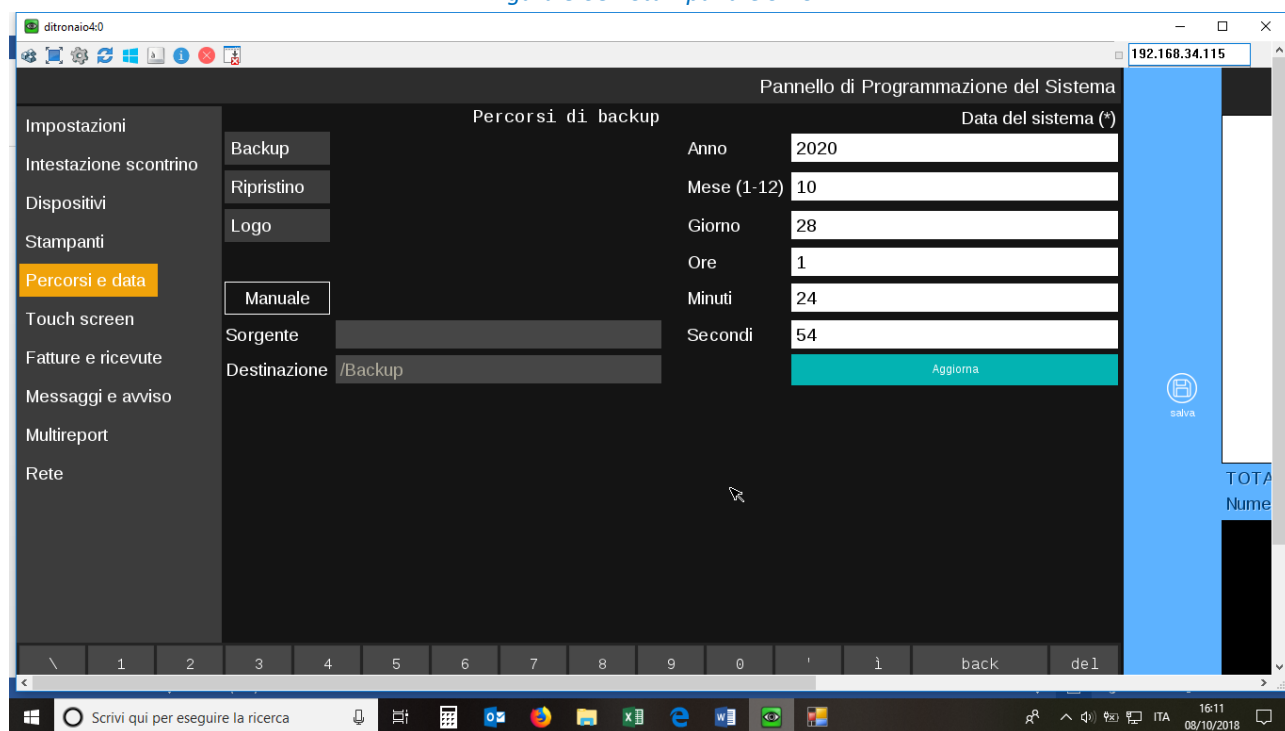 ditronaio4:0
192.168.34.115
Pannello di Programmazione del Sistema
Impostazioni
Intestazione scontrino
Dispositivi
Stampanti
Percorsi e data
Touch screen
Fatture e ricevute
Messaggi e avviso
Multireport
Rete
Percorsi di backup
Backup
Ripristino
Logo
Manuale
Sorgente
Destinazione /Backup
Data del sistema (*)
Anno 2020
Mese (1-12) 10
Giorno 28
Ore 1
Minuti 24
Secondi 54
Aggiorna
salva
TOTA
Nume
\ 1 2 3 4 5 6 7 8 9 0 ' ì back del
Scrivi qui per eseguire la ricerca
ITA
16:11
08/10/2018